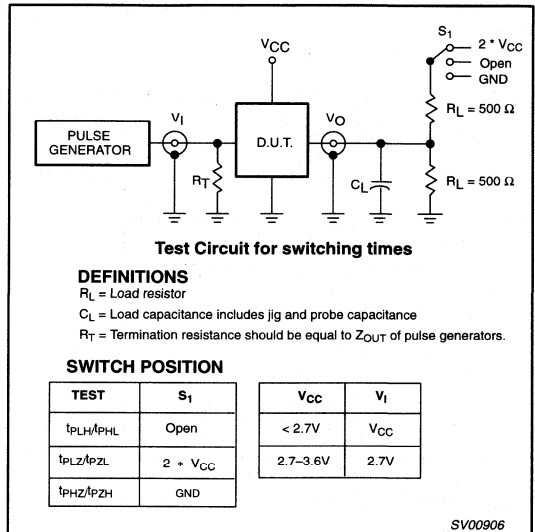 S1
2 * VCC
Open
GND
VCC
RL = 500 Ω
VI
VO
PULSE
GENERATOR
D.U.T.
RT
CL
RL = 500 Ω
Test Circuit for switching times
DEFINITIONS
RL = Load resistor
CL = Load capacitance includes jig and probe capacitance
RT = Termination resistance should be equal to ZOUT of pulse generators.
SWITCH POSITION
TEST S1
tPLH/tPHL Open
tPLZ/tPZL 2 * VCC
tPHZ/tPZH GND
VCC VI
< 2.7V VCC
2.7–3.6V 2.7V
SV00906